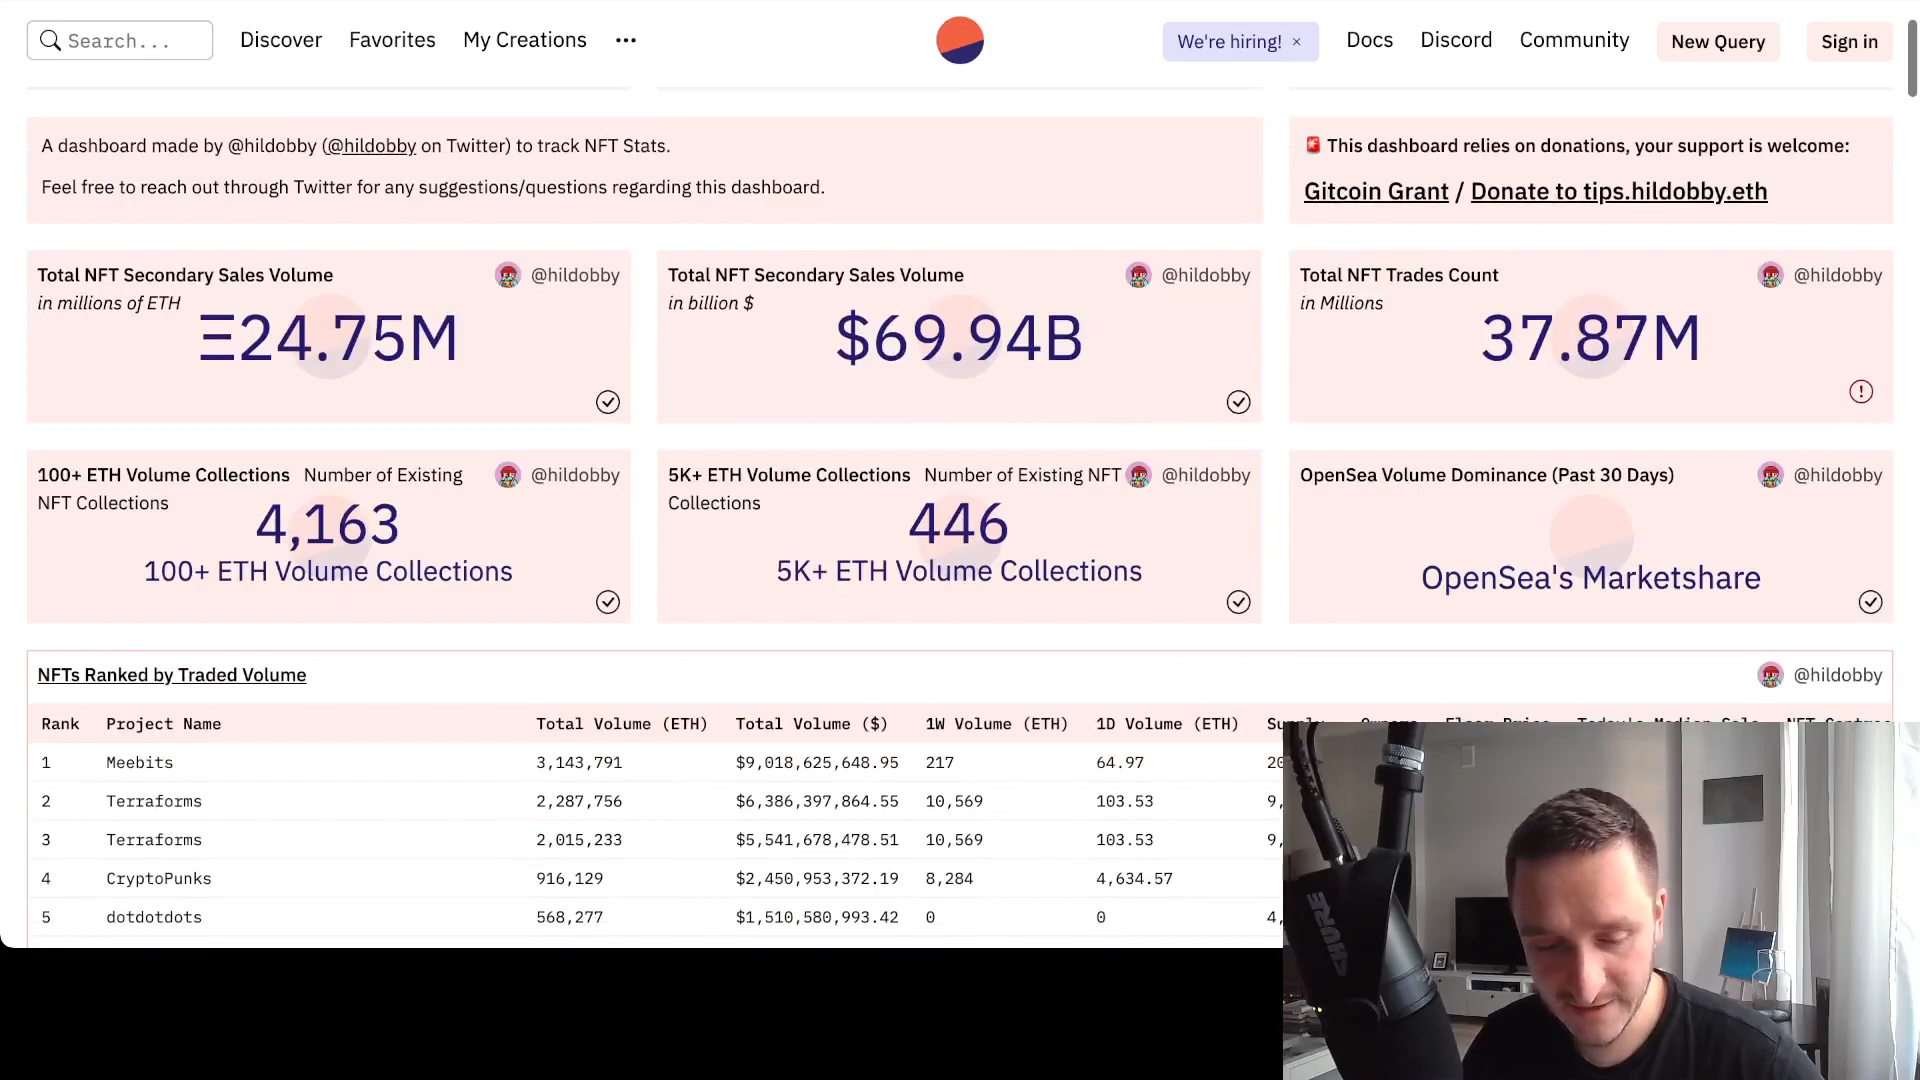 Search...
Discover
Favorites
My Creations
We're hiring! ×
Docs
Discord
Community
New Query
Sign in
A dashboard made by @hildobby (@hildobby on Twitter) to track NFT Stats.
Feel free to reach out through Twitter for any suggestions/questions regarding this dashboard.
🚨 This dashboard relies on donations, your support is welcome:
Gitcoin Grant / Donate to tips.hildobby.eth
Total NFT Secondary Sales Volume
@hildobby
in millions of ETH
Ξ24.75M
Total NFT Secondary Sales Volume
@hildobby
in billion $
$69.94B
Total NFT Trades Count
@hildobby
in Millions
37.87M
100+ ETH Volume Collections Number of Existing
NFT Collections
@hildobby
4,163
100+ ETH Volume Collections
5K+ ETH Volume Collections Number of Existing NFT
Collections
@hildobby
446
5K+ ETH Volume Collections
OpenSea Volume Dominance (Past 30 Days)
@hildobby
OpenSea's Marketshare
NFTs Ranked by Traded Volume
@hildobby
Rank Project Name Total Volume (ETH) Total Volume ($) 1W Volume (ETH) 1D Volume (ETH)
1 Meebits 3,143,791 $9,018,625,648.95 217 64.97
2 Terraforms 2,287,756 $6,386,397,864.55 10,569 103.53
3 Terraforms 2,015,233 $5,541,678,478.51 10,569 103.53
4 CryptoPunks 916,129 $2,450,953,372.19 8,284 4,634.57
5 dotdotdots 568,277 $1,510,580,993.42 0 0
SHURE